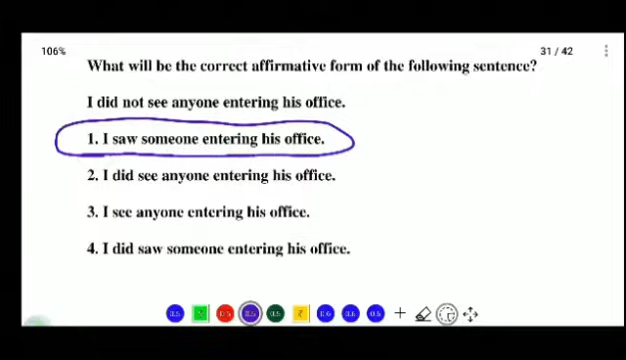 106%
31 / 42
What will be the correct affirmative form of the following sentence?
I did not see anyone entering his office.
1. I saw someone entering his office.
2. I did see anyone entering his office.
3. I see anyone entering his office.
4. I did saw someone entering his office.